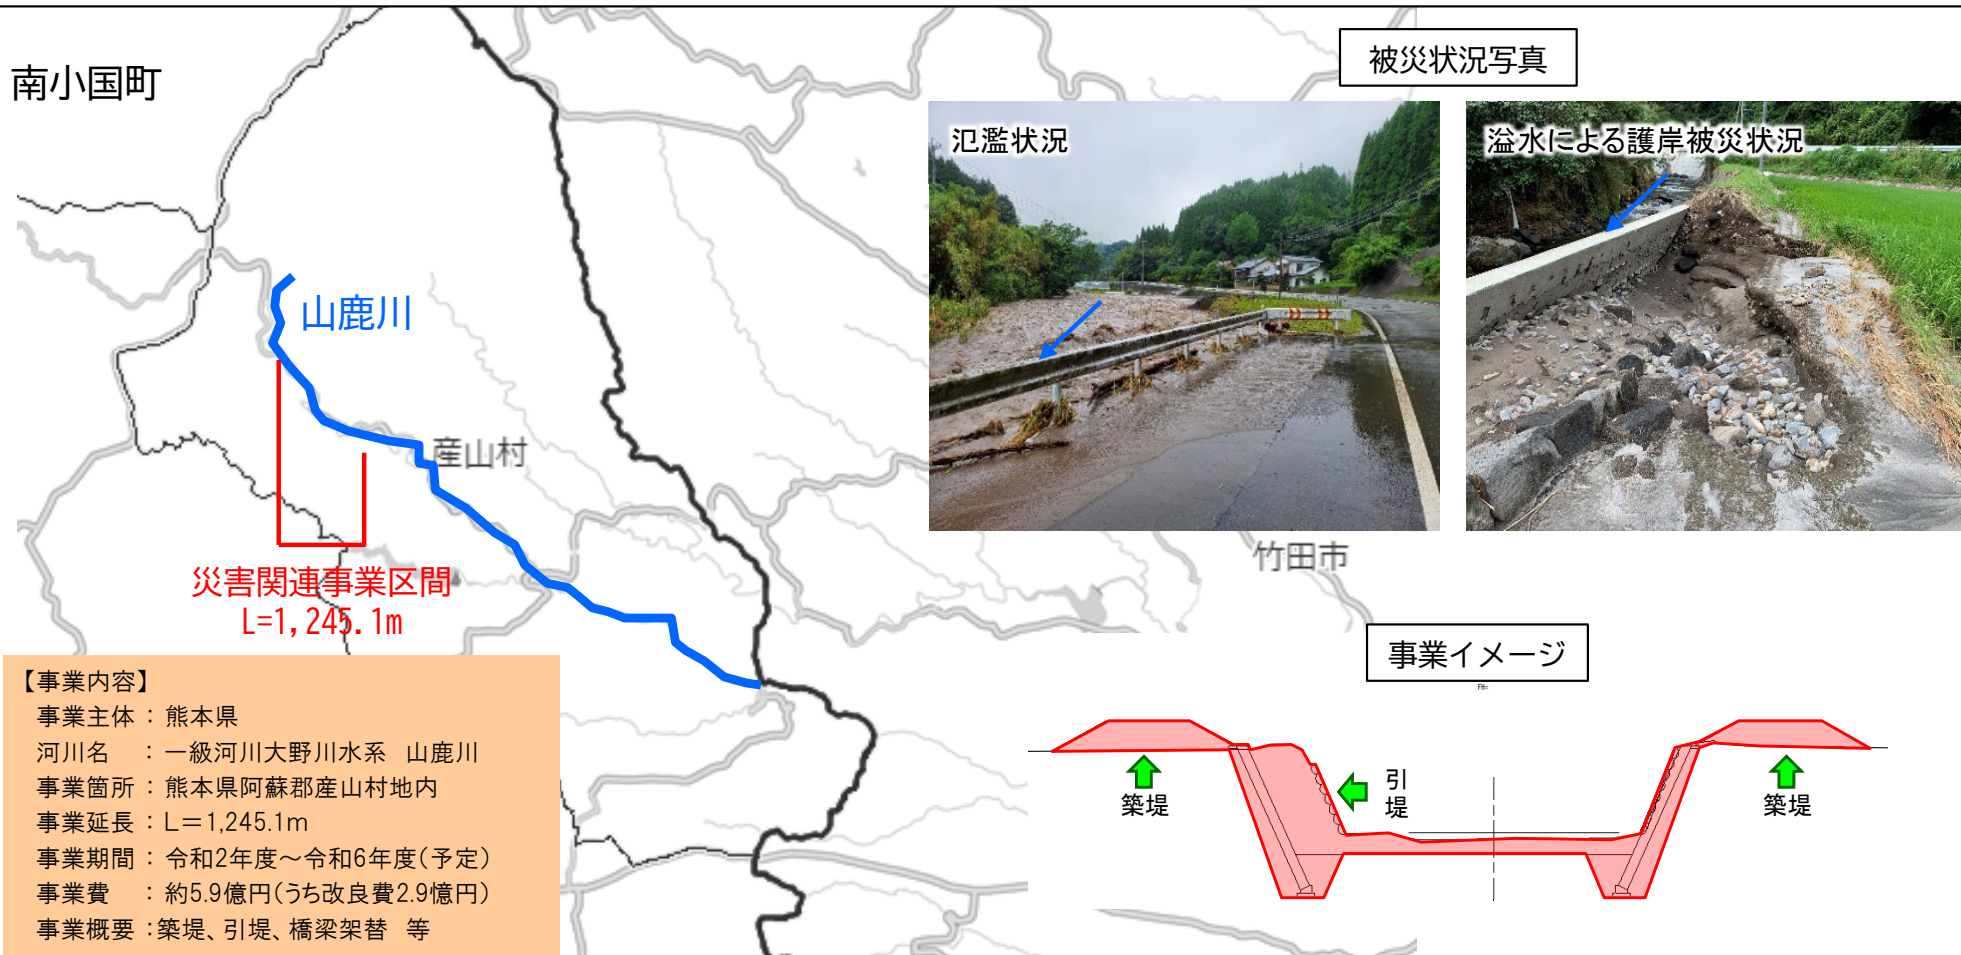 南小国町
被災状況写真
氾濫状況
溢水による護岸被災状況
山鹿川
産山村
竹田市
災害関連事業区間
L=1,245.1m
【事業内容】
事業主体 : 熊本県
河川名 : 一級河川大野川水系 山鹿川
事業箇所 : 熊本県阿蘇郡産山村地内
事業延長 : L=1,245.1m
事業期間 : 令和2年度~令和6年度(予定)
事業費 : 約5.9億円(うち改良費2.9憶円)
事業概要 :築堤、引堤、橋梁架替 等
事業イメージ
FH=
築堤
引
堤
築堤